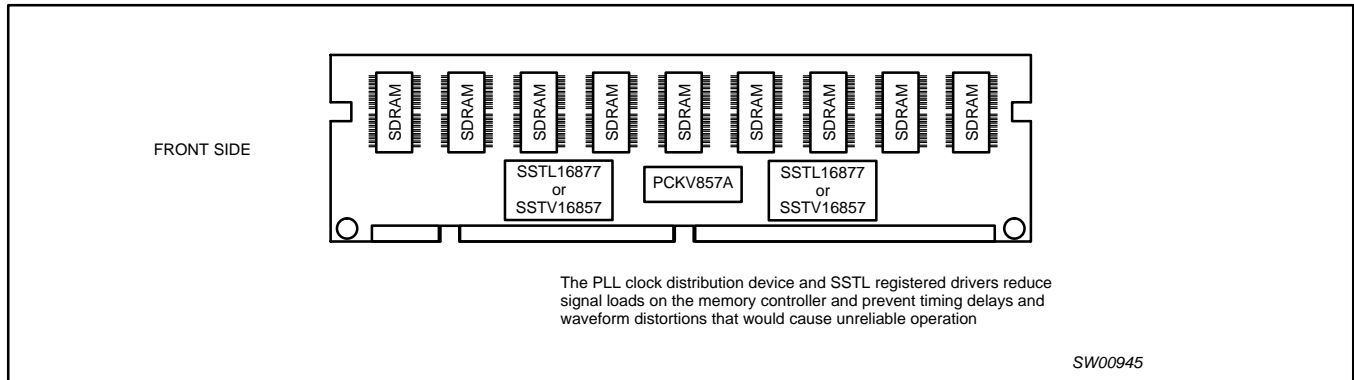 SDRAM
SDRAM
SDRAM
SDRAM
SDRAM
SDRAM
SDRAM
SDRAM
SDRAM
FRONT SIDE
SSTL16877
or
SSTV16857
PCKV857A
SSTL16877
or
SSTV16857
The PLL clock distribution device and SSTL registered drivers reduce
signal loads on the memory controller and prevent timing delays and
waveform distortions that would cause unreliable operation
SW00945